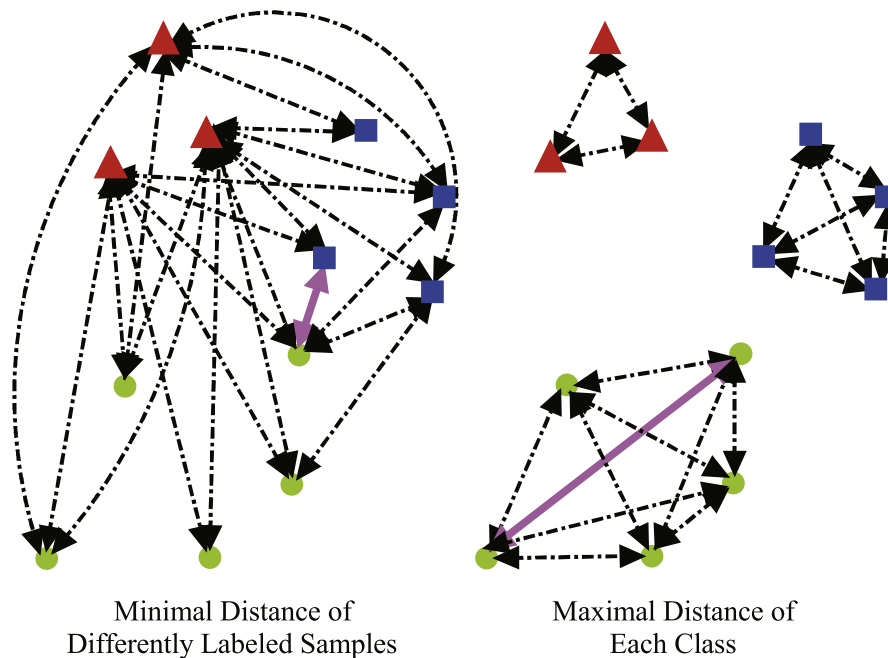 Minimal Distance of
Differently Labeled Samples
Maximal Distance of
Each Class